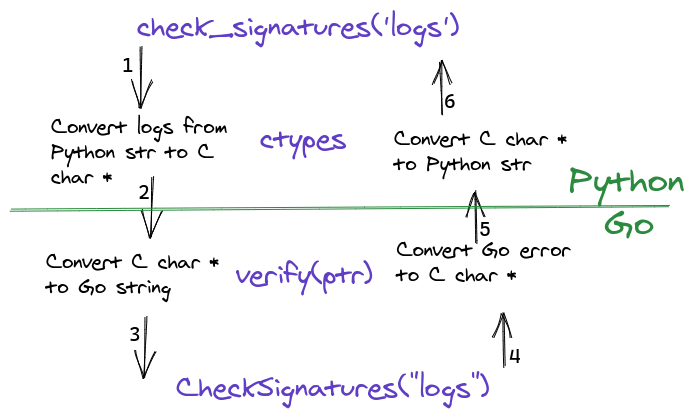 check_signatures('logs')
1
6
Convert logs from
Python str to C
char *
ctypes
Convert C char *
to Python str
2
Python
Go
5
Convert C char *
to Go string
verify(ptr)
Convert Go error
to C char *
3
4
CheckSignatures("logs")